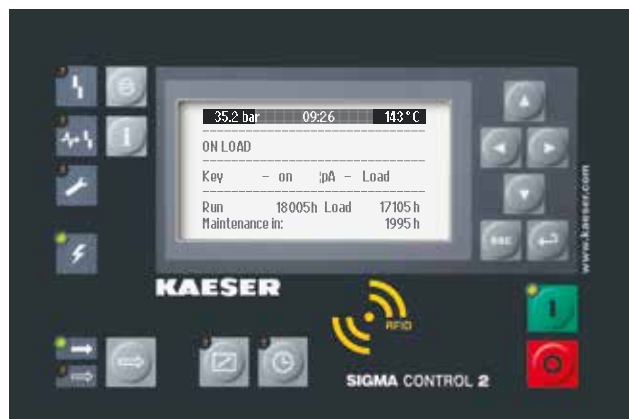 35.2 bar 09:26 143°C
ON LOAD
Key - on ¦pA - Load
Run 18005h Load 17105h
Maintenance in: 1995h
ESC
KAESER
RFID
SIGMA CONTROL 2
www.kaeser.com
I
O